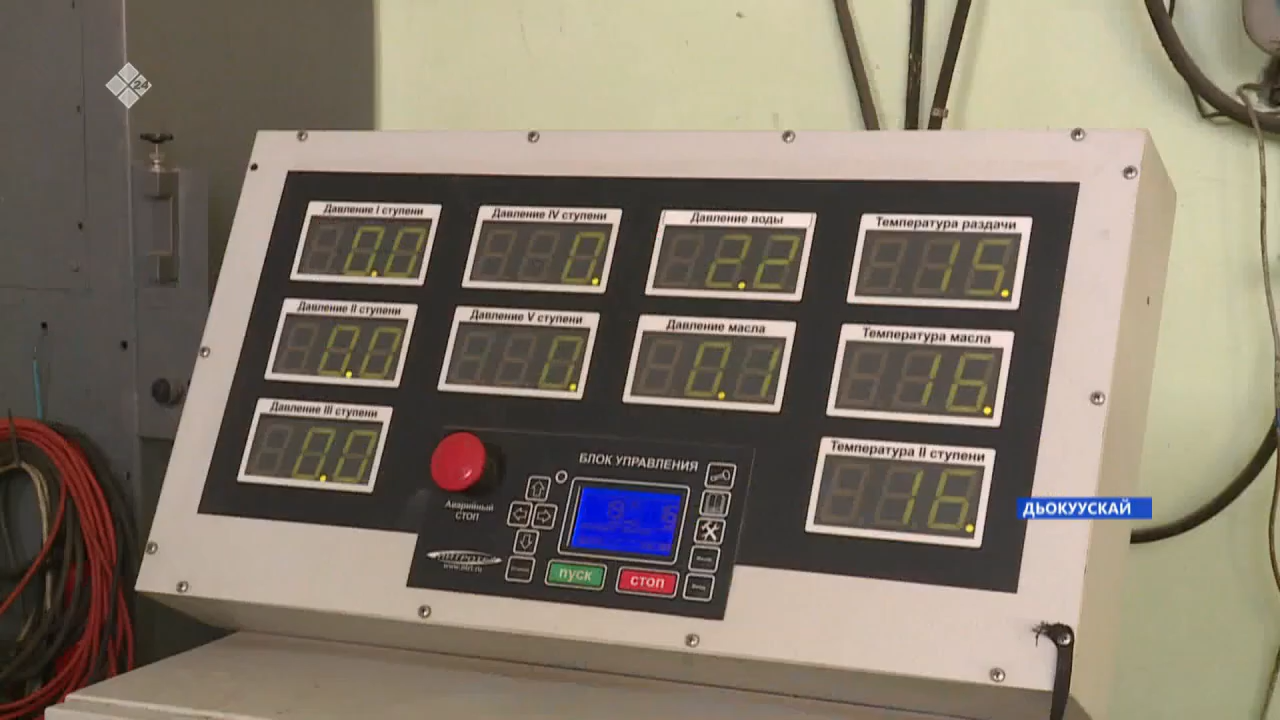 24
Давление I ступени
0.0
Давление IV ступени
0.
Давление воды
2.2
Температура раздачи
15.
Давление II ступени
0.0
Давление V ступени
0.
Давление масла
0.1
Температура масла
16.
Давление III ступени
0.0
Температура II ступени
16.
БЛОК УПРАВЛЕНИЯ
Аварийный
СТОП
пуск
стоп
ДЬОКУУСКАЙ